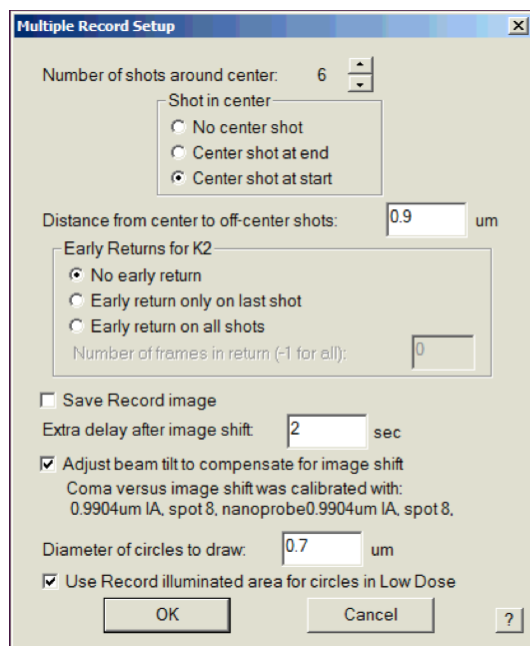 Multiple Record Setup
Number of shots around center: 6
Shot in center
No center shot
Center shot at end
Center shot at start
Distance from center to off-center shots: 0.9 um
Early Returns for K2
No early return
Early return only on last shot
Early return on all shots
Number of frames in return (-1 for all): 0
Save Record image
Extra delay after image shift: 2 sec
Adjust beam tilt to compensate for image shift
Coma versus image shift was calibrated with:
0.9904um IA, spot 8, nanoprobe0.9904um IA, spot 8,
Diameter of circles to draw: 0.7 um
Use Record illuminated area for circles in Low Dose
OK Cancel ?